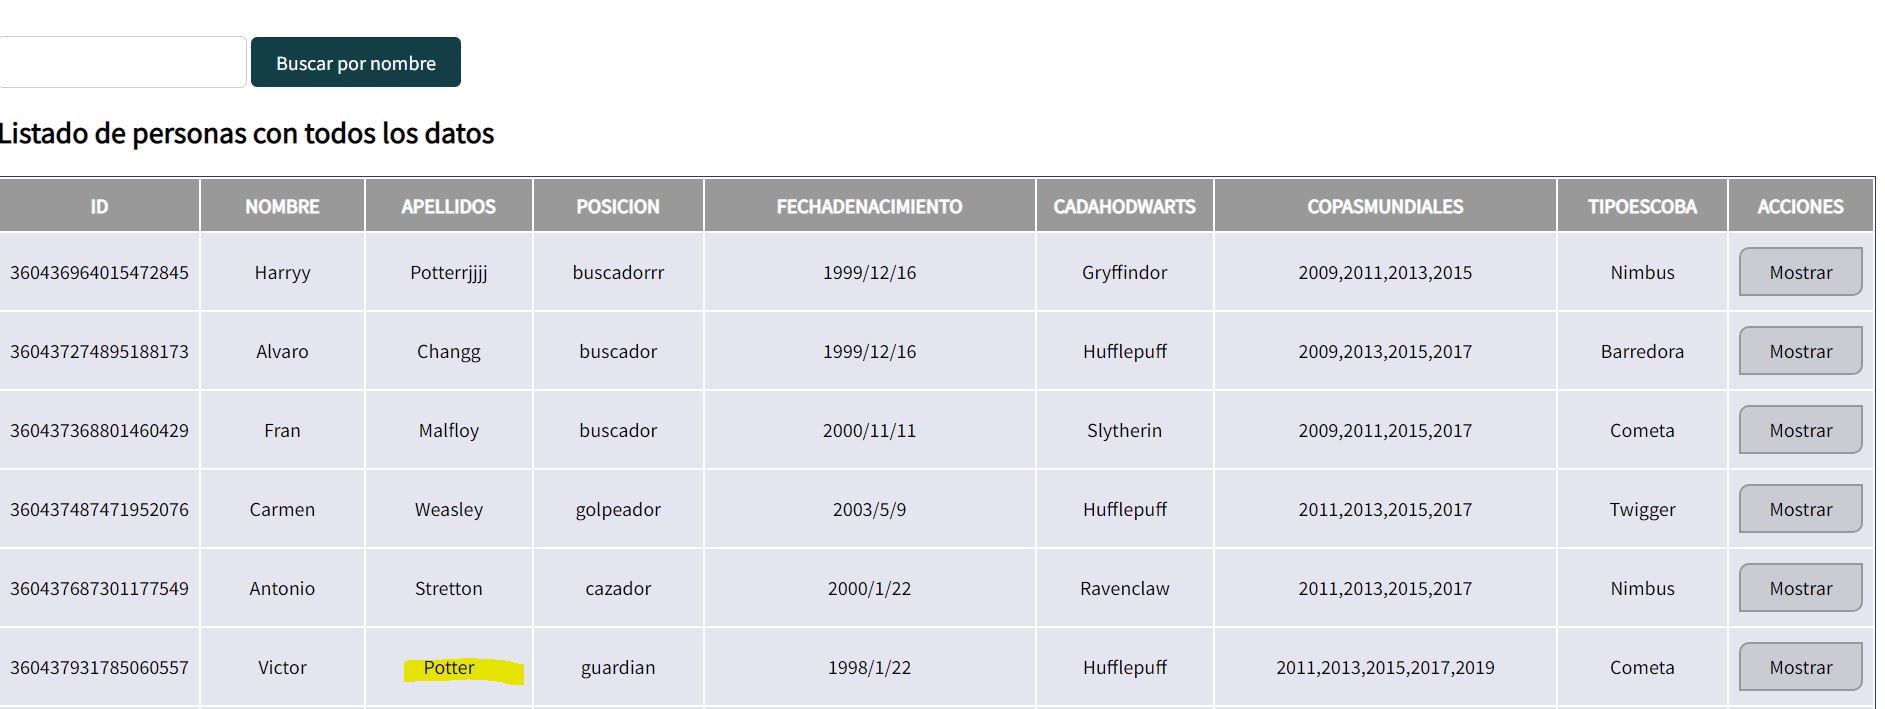 Buscar por nombre
Listado de personas con todos los datos
ID NOMBRE APELLIDOS POSICION FECHADENACIMIENTO CADAHODWARTS COPASMUNDIALES TIPOESCOBA ACCIONES
360436964015472845 Harryy Potterrjjjj buscadorrr 1999/12/16 Gryffindor 2009,2011,2013,2015 Nimbus Mostrar
360437274895188173 Alvaro Changg buscador 1999/12/16 Hufflepuff 2009,2013,2015,2017 Barredora Mostrar
360437368801460429 Fran Malfloy buscador 2000/11/11 Slytherin 2009,2011,2015,2017 Cometa Mostrar
360437487471952076 Carmen Weasley golpeador 2003/5/9 Hufflepuff 2011,2013,2015,2017 Twigger Mostrar
360437687301177549 Antonio Stretton cazador 2000/1/22 Ravenclaw 2011,2013,2015,2017 Nimbus Mostrar
360437931785060557 Victor Potter guardian 1998/1/22 Hufflepuff 2011,2013,2015,2017,2019 Cometa Mostrar